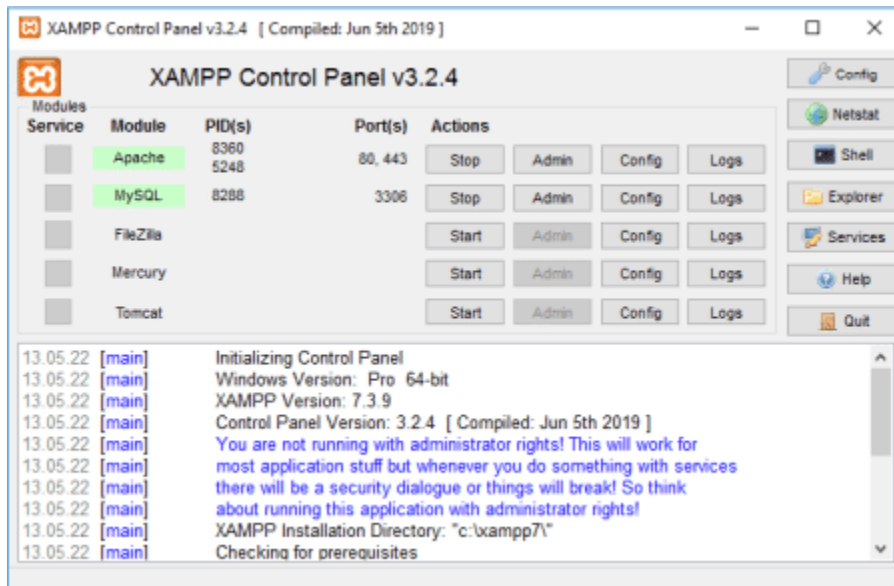 XAMPP Control Panel v3.2.4 [ Compiled: Jun 5th 2019 ]
XAMPP Control Panel v3.2.4
Config
Modules
Service Module PID(s) Port(s) Actions
Netstat
Apache 8360 5248 80, 443 Stop Admin Config Logs
Shell
MySQL 8288 3306 Stop Admin Config Logs
Explorer
FileZilla Start Admin Config Logs
Services
Mercury Start Admin Config Logs
Help
Tomcat Start Admin Config Logs
Quit
13.05.22 [main] Initializing Control Panel
13.05.22 [main] Windows Version: Pro 64-bit
13.05.22 [main] XAMPP Version: 7.3.9
13.05.22 [main] Control Panel Version: 3.2.4 [ Compiled: Jun 5th 2019 ]
13.05.22 [main] You are not running with administrator rights! This will work for
13.05.22 [main] most application stuff but whenever you do something with services
13.05.22 [main] there will be a security dialogue or things will break! So think
13.05.22 [main] about running this application with administrator rights!
13.05.22 [main] XAMPP Installation Directory: "c:\xampp7\"
13.05.22 [main] Checking for prerequisites